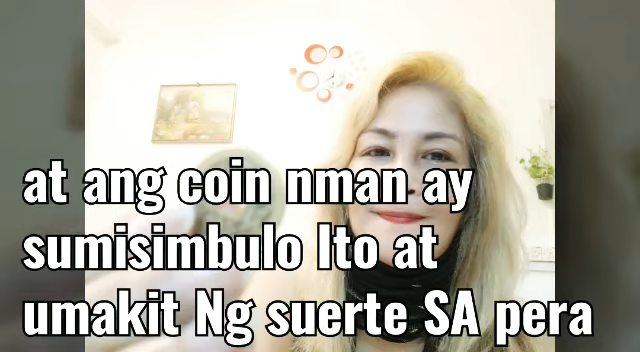 at ang coin nman ay
sumisimbulo Ito at
umakit Ng suerte SA pera